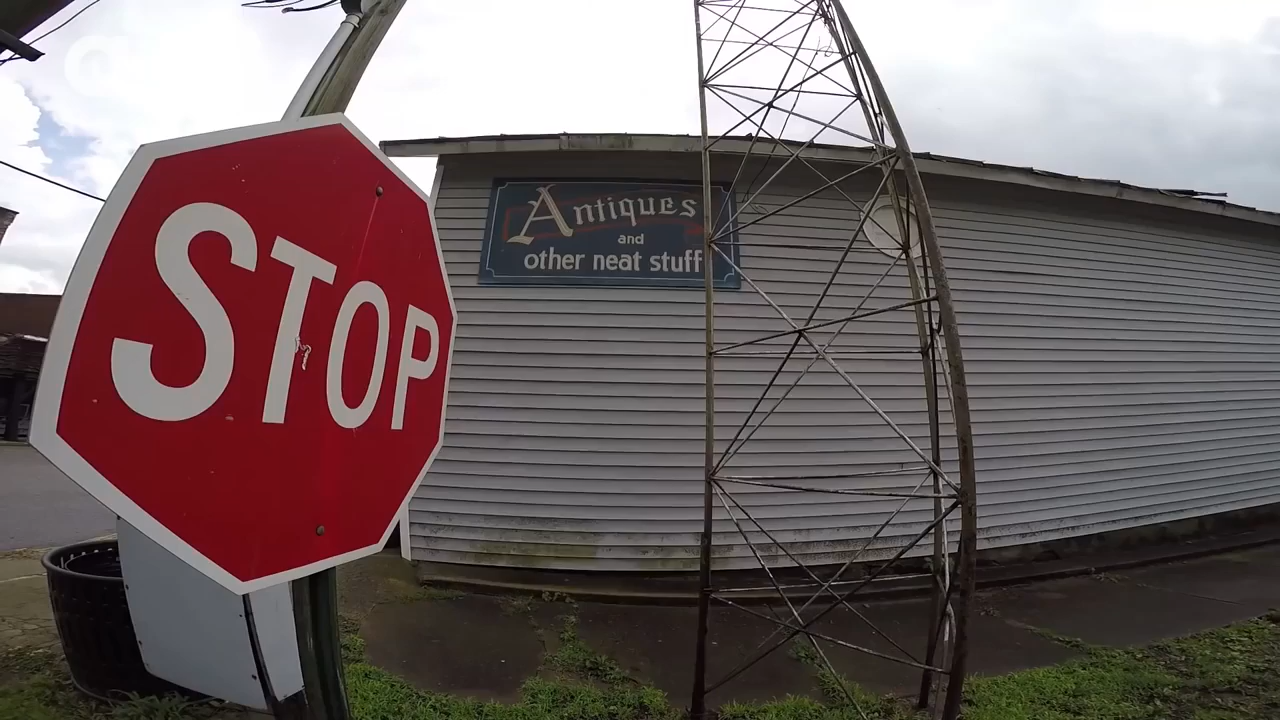 STOP
Antiques
and
other neat stuff